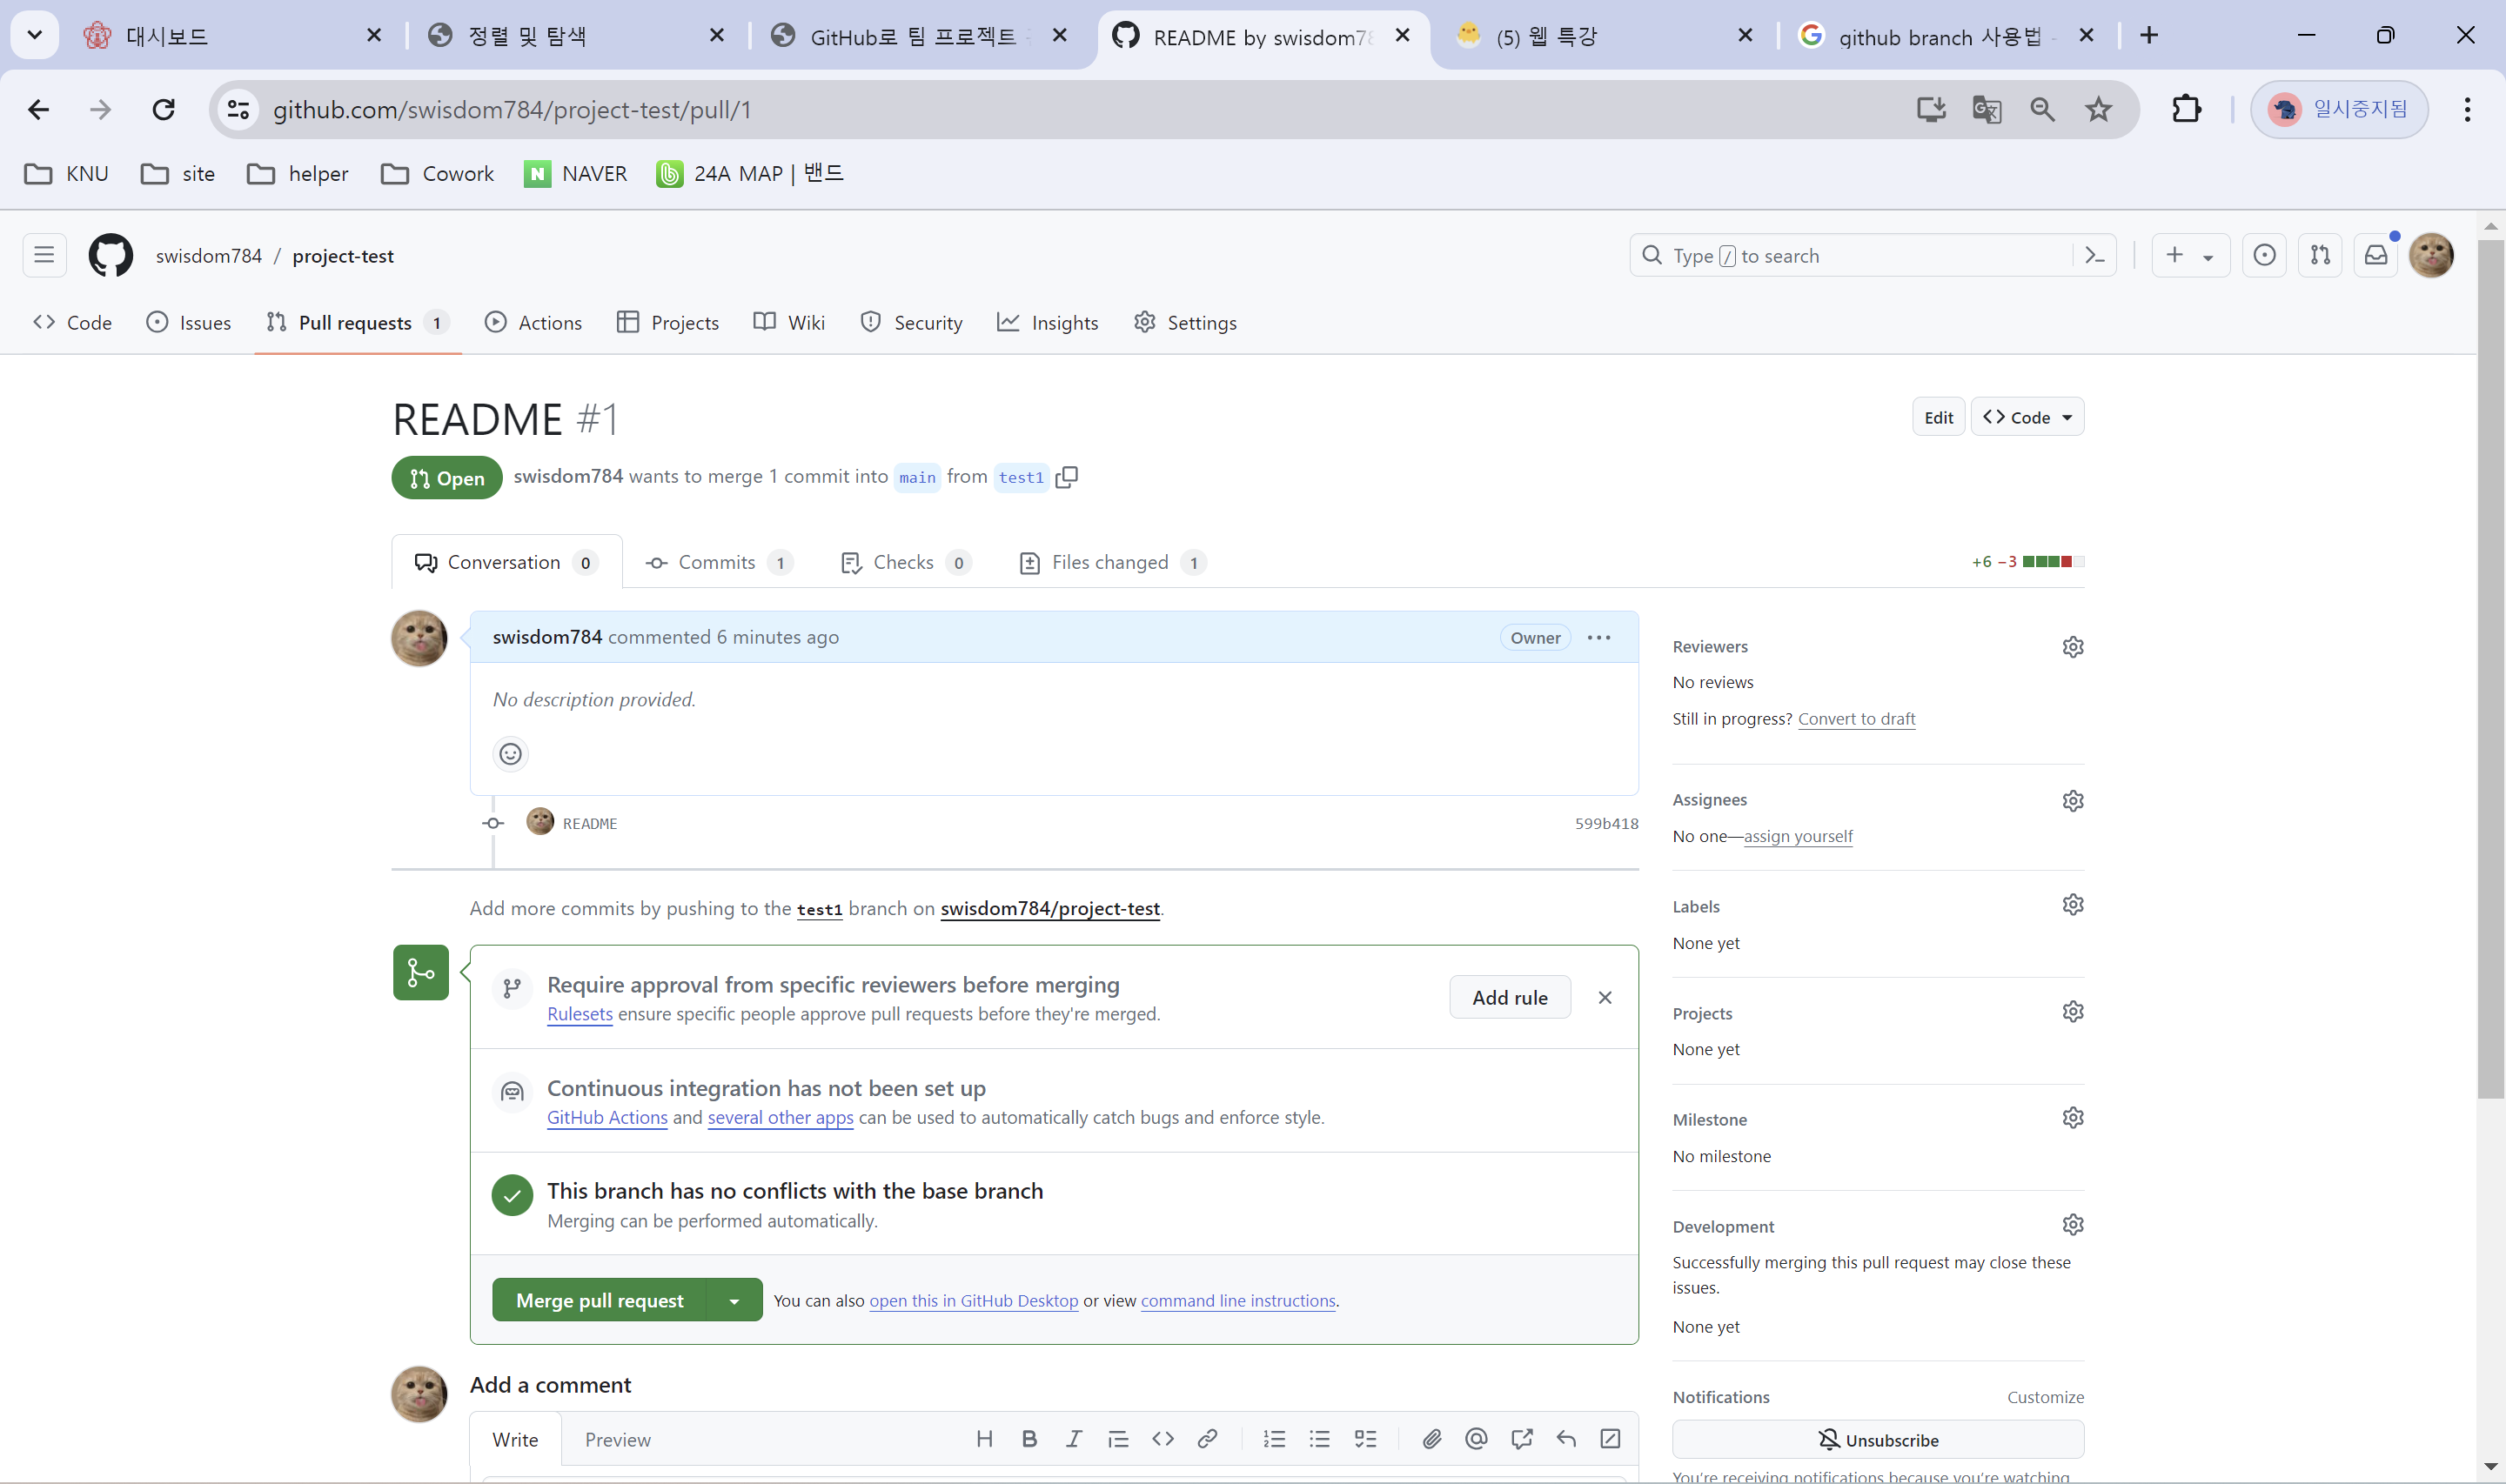 대시보드
정렬 및 탐색
GitHub로 팀 프로젝트
README by swisdom78
(5) 웹 특강
github branch 사용법 -
github.com/swisdom784/project-test/pull/1
일시중지됨
KNU
site
helper
Cowork
N NAVER
24A MAP | 밴드
swisdom784 / project-test
Type / to search
Code
Issues
Pull requests 1
Actions
Projects
Wiki
Security
Insights
Settings
README #1
Edit
Code
Open
swisdom784 wants to merge 1 commit into main from test1
Conversation 0
Commits 1
Checks 0
Files changed 1
+6 −3
swisdom784 commented 6 minutes ago
Owner
No description provided.
README
599b418
Add more commits by pushing to the test1 branch on swisdom784/project-test.
Require approval from specific reviewers before merging
Rulesets ensure specific people approve pull requests before they're merged.
Add rule
Continuous integration has not been set up
GitHub Actions and several other apps can be used to automatically catch bugs and enforce style.
This branch has no conflicts with the base branch
Merging can be performed automatically.
Merge pull request
You can also open this in GitHub Desktop or view command line instructions.
Add a comment
Write
Preview
Reviewers
No reviews
Still in progress? Convert to draft
Assignees
No one—assign yourself
Labels
None yet
Projects
None yet
Milestone
No milestone
Development
Successfully merging this pull request may close these
issues.
None yet
Notifications
Customize
Unsubscribe
You're receiving notifications because you're watching